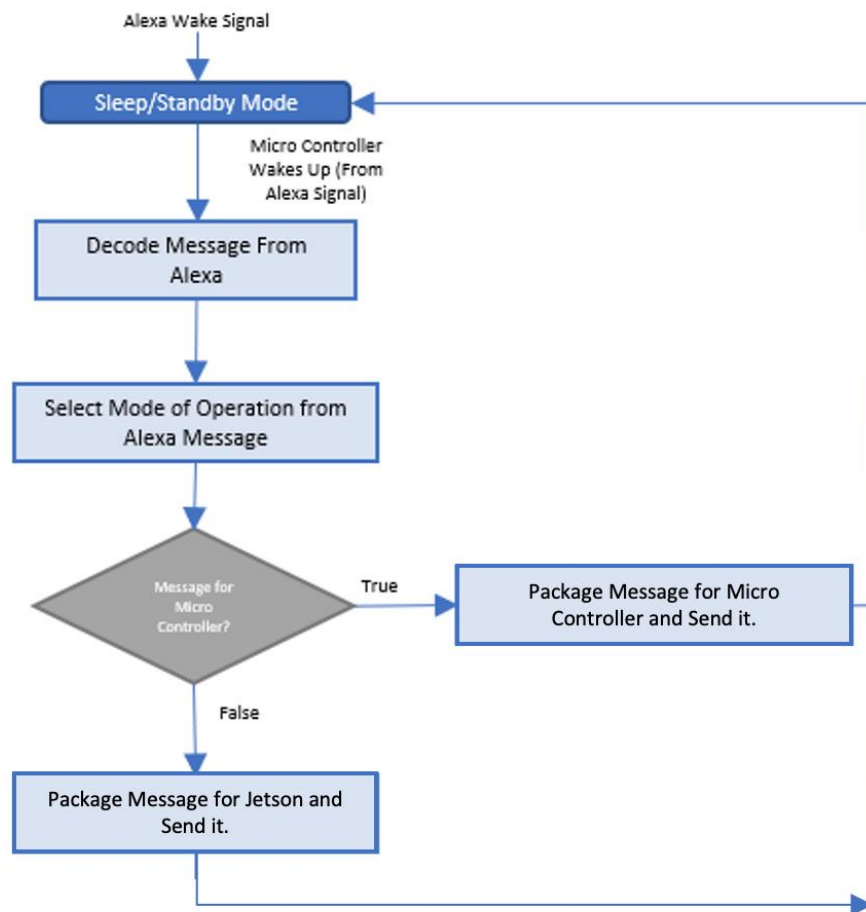 Alexa Wake Signal
Sleep/Standby Mode
Micro Controller
Wakes Up (From
Alexa Signal)
Decode Message From
Alexa
Select Mode of Operation from
Alexa Message
Message for
Micro
Controller?
True
Package Message for Micro
Controller and Send it.
False
Package Message for Jetson and
Send it.